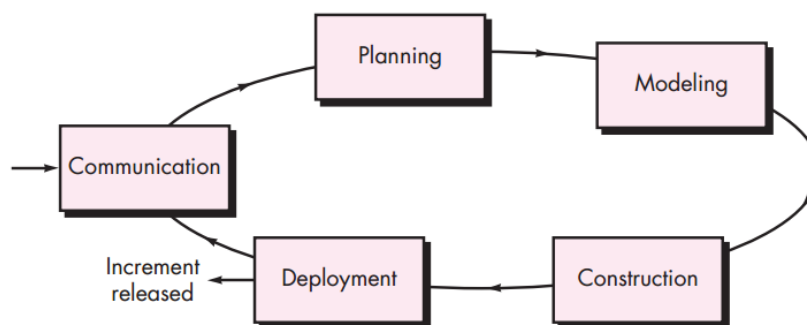 Planning
Modeling
Communication
Increment
released
Deployment
Construction